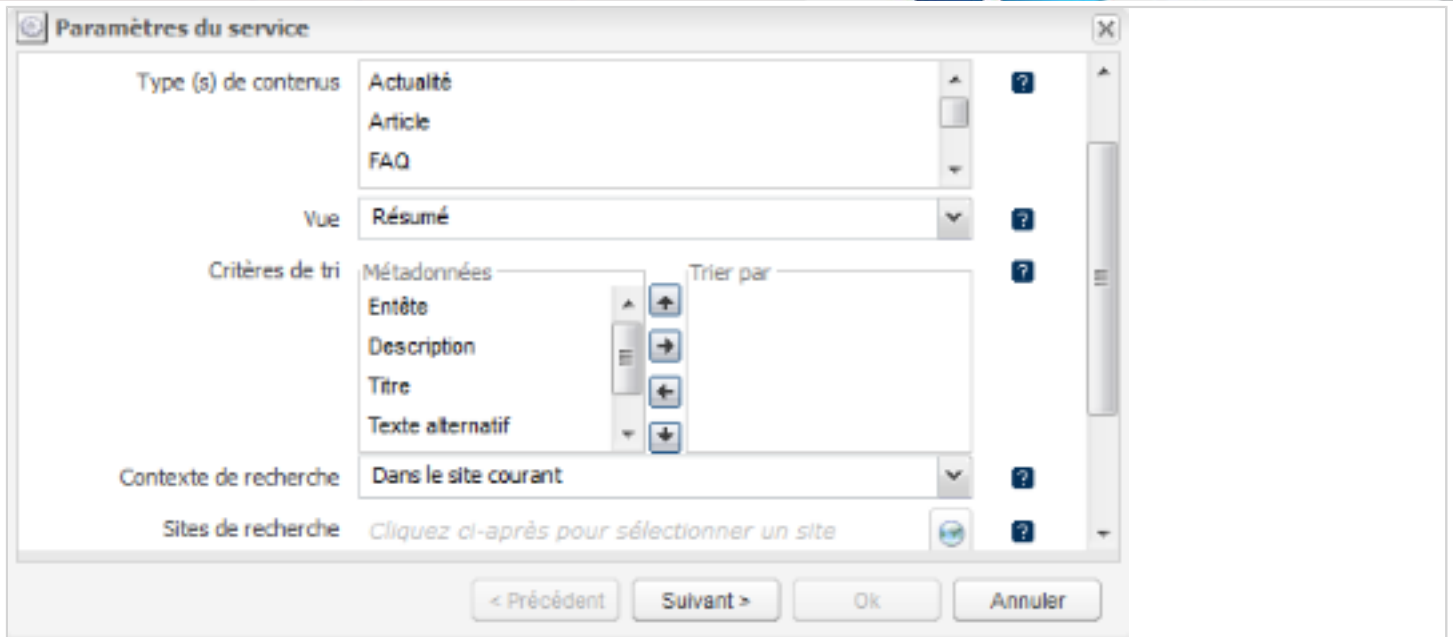 Paramètres du service
Type (s) de contenus
Actualité
Article
FAQ
Vue
Résumé
Critères de tri
Métadonnées
Trier par
Entête
Description
Titre
Texte alternatif
Contexte de recherche
Dans le site courant
Sites de recherche
Cliquez ci-après pour sélectionner un site
< Précédent
Suivant >
Ok
Annuler